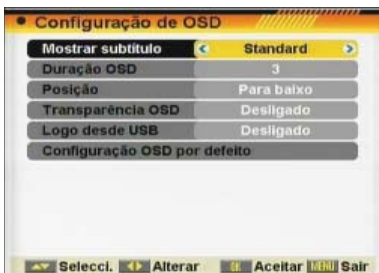 Configuração de OSD
Mostrar subtítulo Standard
Duração OSD 3
Posição Para baixo
Transparência OSD Desligado
Logo desde USB Desligado
Configuração OSD por defeito
Selecci. Alterar OK Aceitar MENU Sair